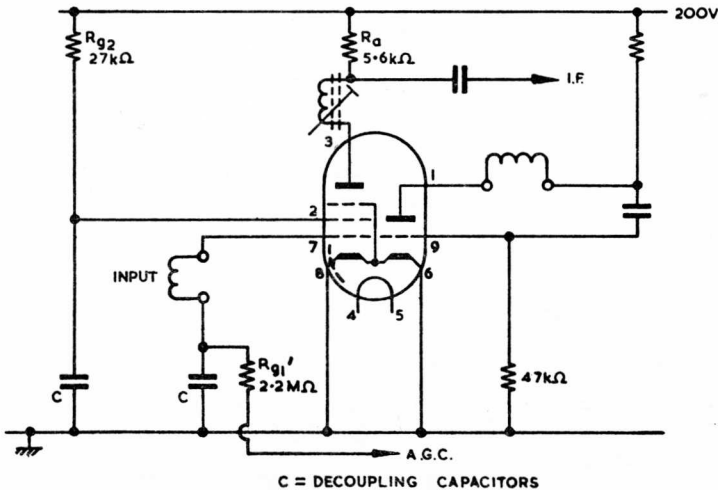 200V
Rg2
27kΩ
Ra
5·6kΩ
I.F.
3
1
2
7
9
INPUT
8
6
4
5
Rg1'
2·2MΩ
C
C
47kΩ
A.G.C.
C = DECOUPLING CAPACITORS